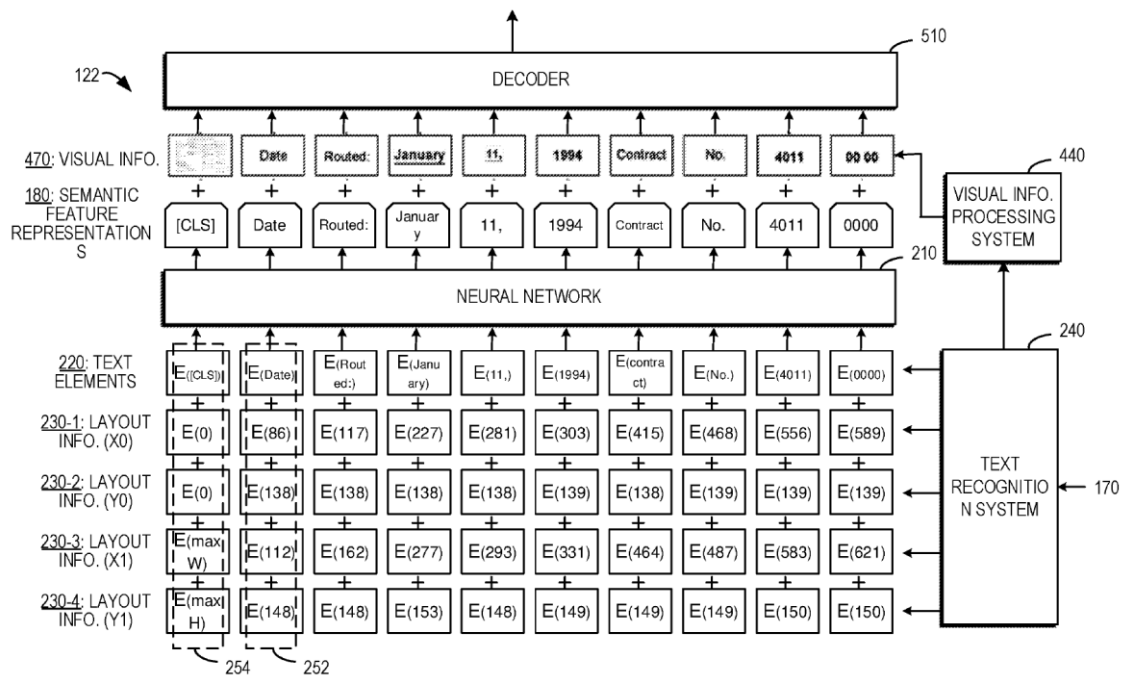 510
DECODER
122
470: VISUAL INFO.
Date Routed: January 11, 1994 Contract No. 4011 00 00
440
+ + + + + + + + + +
180: SEMANTIC
FEATURE
REPRESENTATION
S
[CLS] Date Routed: Januar
y 11, 1994 Contract No. 4011 0000
VISUAL INFO.
PROCESSING
SYSTEM
210
NEURAL NETWORK
240
220: TEXT
ELEMENTS
E([CLS]) E(Date) E(Rout
ed:) E(Janu
ary) E(11,) E(1994) E(contra
ct) E(No.) E(4011) E(0000)
+ + + + + + + + + +
230-1: LAYOUT
INFO. (X0)
E(0) E(86) E(117) E(227) E(281) E(303) E(415) E(468) E(556) E(589)
+ + + + + + + + + +
230-2: LAYOUT
INFO. (Y0)
E(0) E(138) E(138) E(138) E(138) E(139) E(138) E(139) E(139) E(139)
TEXT
RECOGNITIO
N SYSTEM
170
+ + + + + + + + + +
230-3: LAYOUT
INFO. (X1)
E(max
W) E(112) E(162) E(277) E(293) E(331) E(464) E(487) E(583) E(621)
+ + + + + + + + + +
230-4: LAYOUT
INFO. (Y1)
E(max
H) E(148) E(148) E(153) E(148) E(149) E(149) E(149) E(150) E(150)
254 252